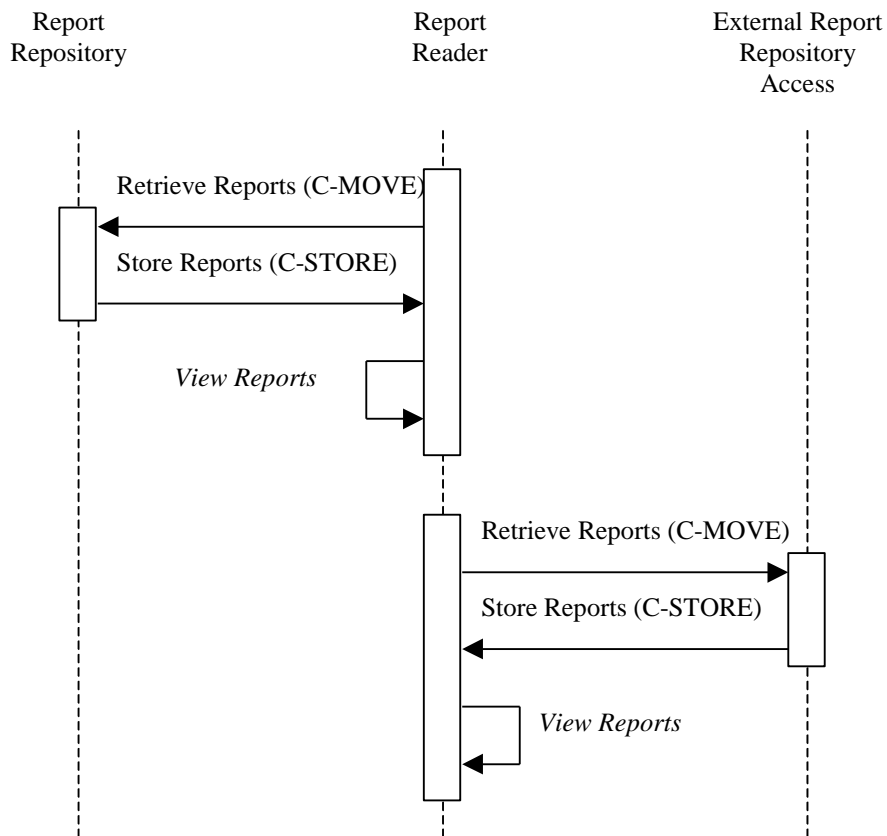 Report
Repository
Report
Reader
External Report
Repository
Access
Retrieve Reports (C-MOVE)
Store Reports (C-STORE)
View Reports
Retrieve Reports (C-MOVE)
Store Reports (C-STORE)
View Reports